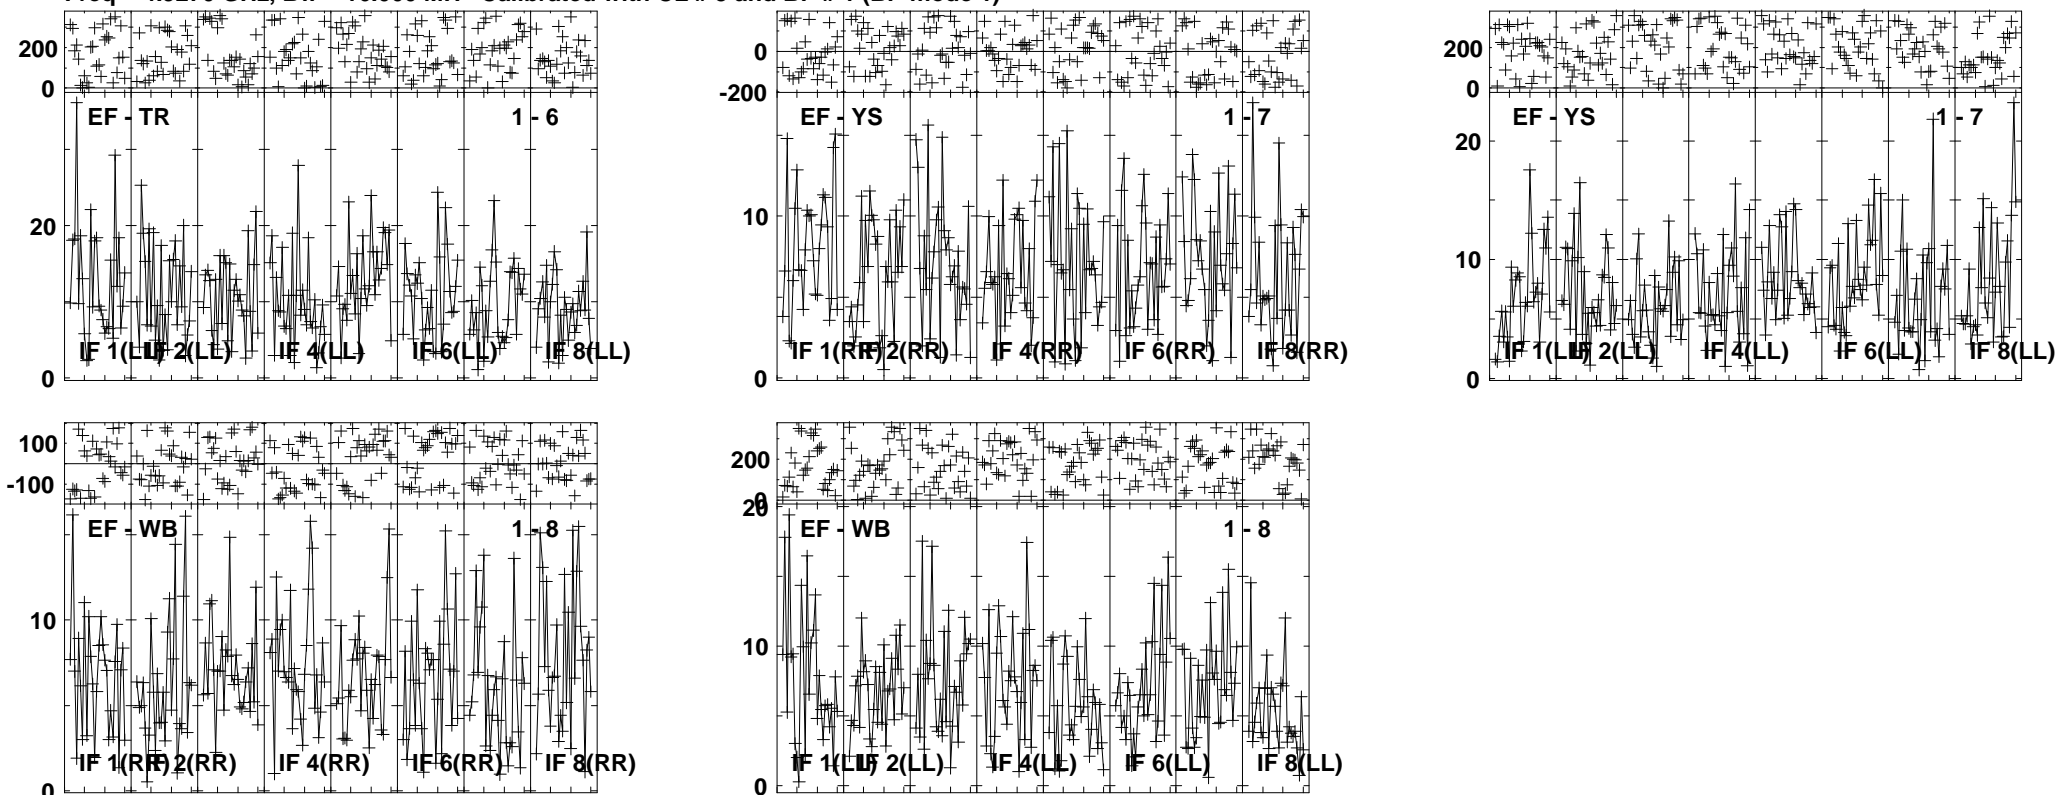 200
0
EF - TR
1 - 6
20
0
IF 1(LL)
IF 2(LL)
IF 4(LL)
IF 6(LL)
IF 8(LL)
0
-200
EF - YS
1 - 7
10
0
IF 1(RR)
IF 2(RR)
IF 4(RR)
IF 6(RR)
IF 8(RR)
200
0
EF - YS
1 - 7
20
10
0
IF 1(LL)
IF 2(LL)
IF 4(LL)
IF 6(LL)
IF 8(LL)
100
-100
EF - WB
1 - 8
10
0
IF 1(RR)
IF 2(RR)
IF 4(RR)
IF 6(RR)
IF 8(RR)
200
0
20
EF - WB
1 - 8
10
0
IF 1(LL)
IF 2(LL)
IF 4(LL)
IF 6(LL)
IF 8(LL)